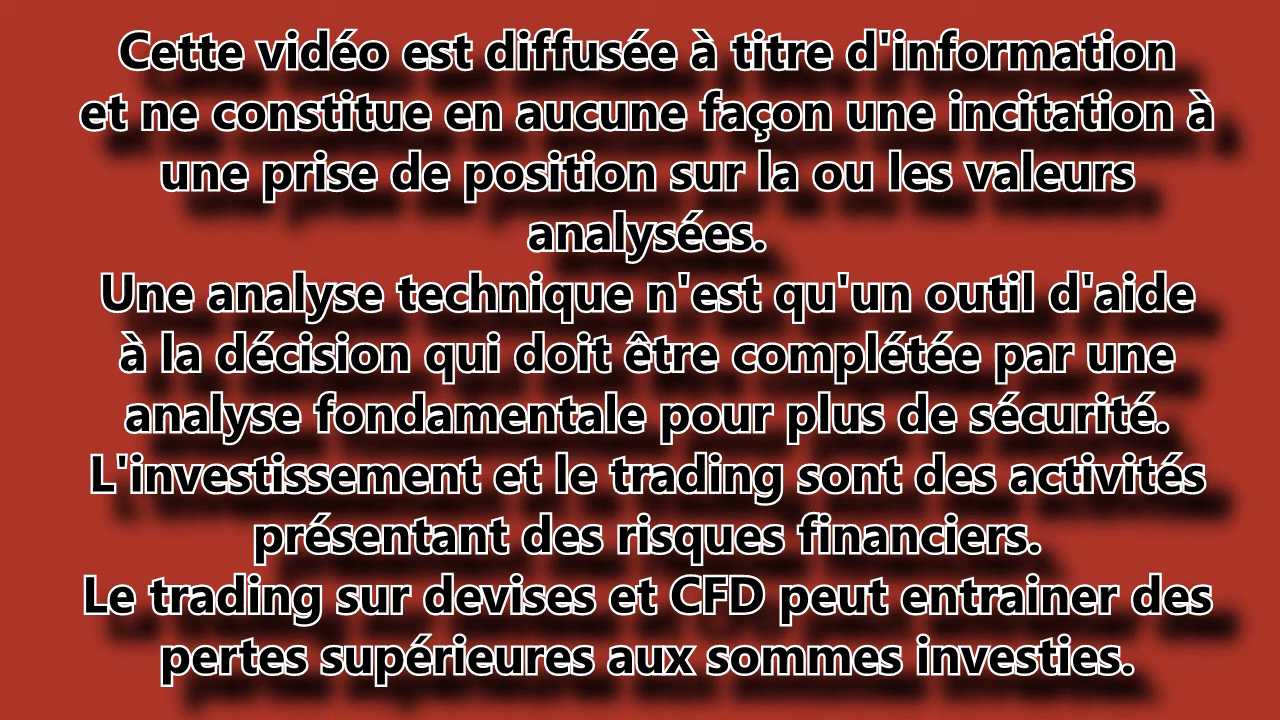 Cette vidéo est diffusée à titre d'information
et ne constitue en aucune façon une incitation à
une prise de position sur la ou les valeurs
analysées.
Une analyse technique n'est qu'un outil d'aide
à la décision qui doit être complétée par une
analyse fondamentale pour plus de sécurité.
L'investissement et le trading sont des activités
présentant des risques financiers.
Le trading sur devises et CFD peut entrainer des
pertes supérieures aux sommes investies.